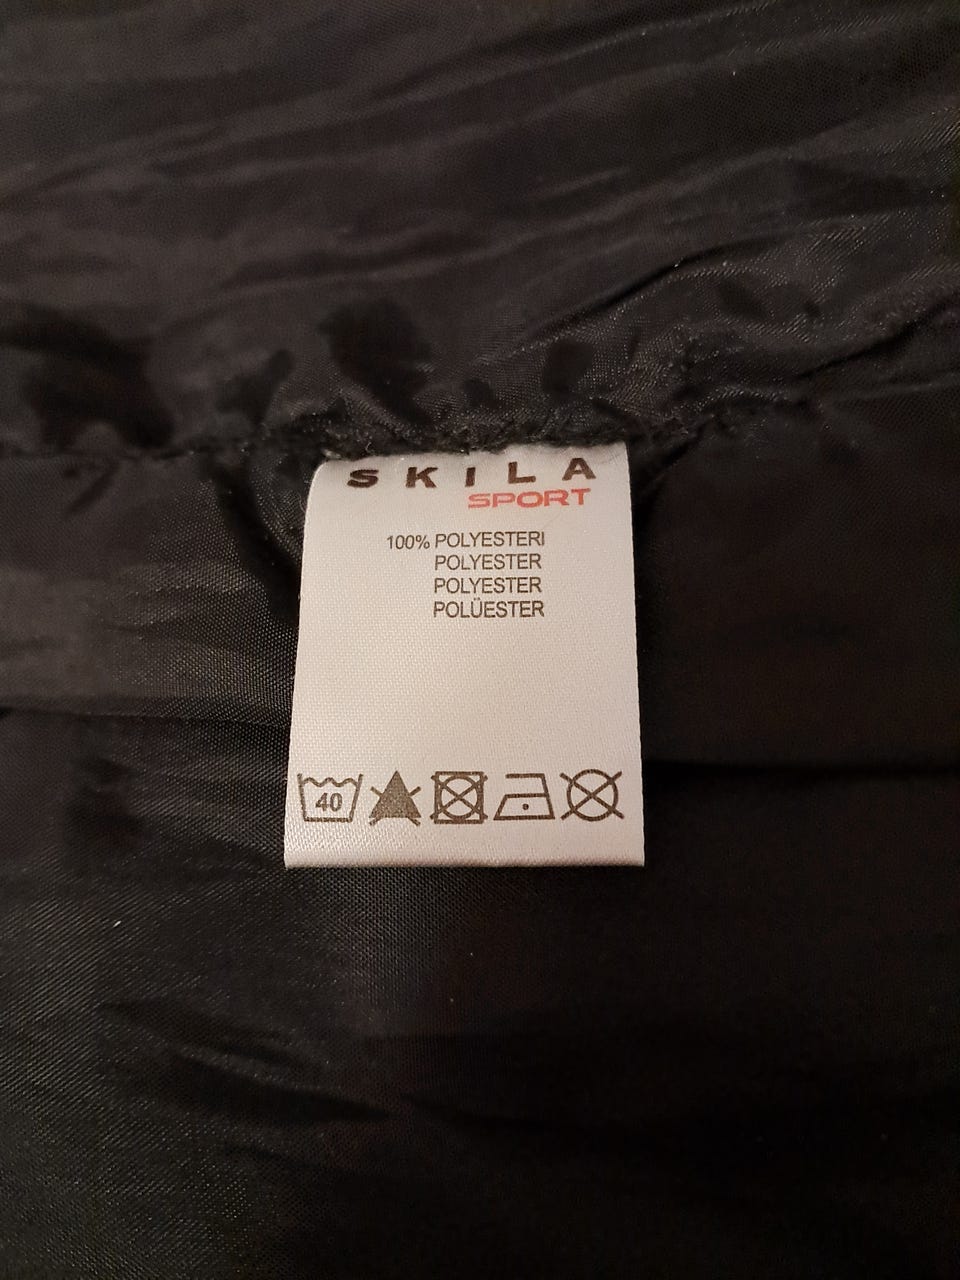 SKILA
SPORT
100% POLYESTERI
POLYESTER
POLYESTER
POLÜESTER
40